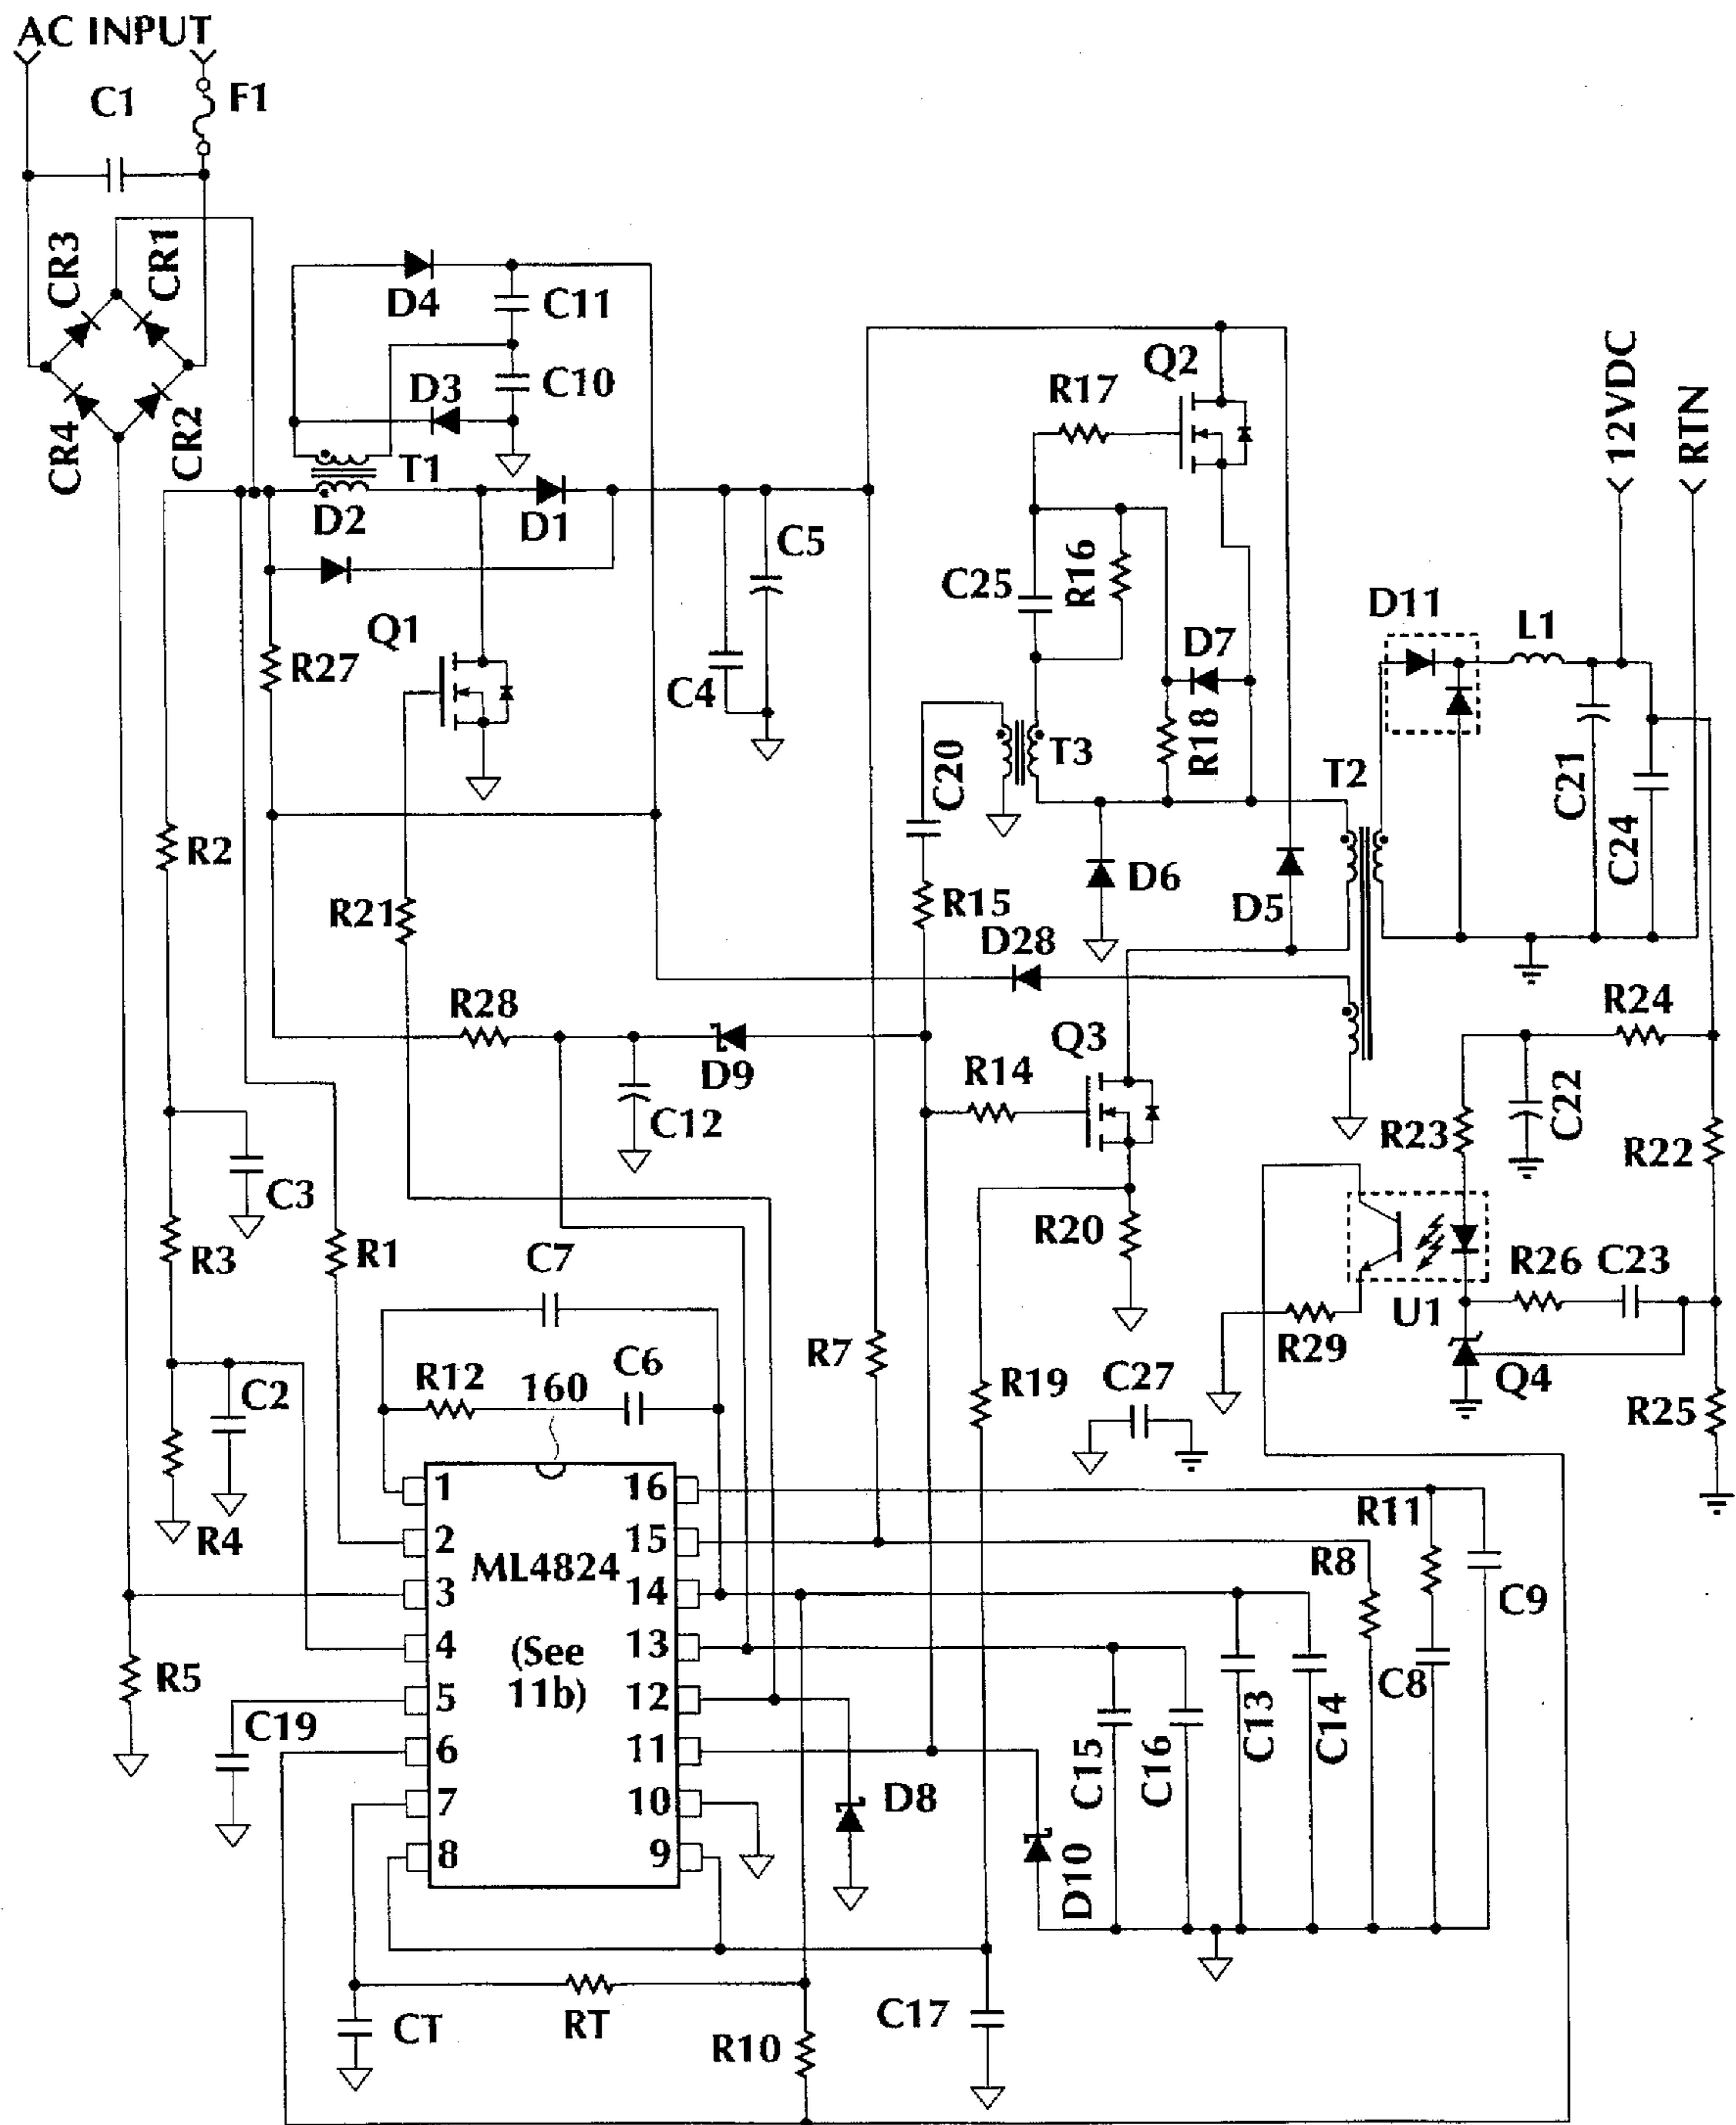 AC INPUT
C1
F1
CR3
CR1
CR4
CR2
D4
C11
D3
C10
T1
D2
D1
C5
C4
Q1
R27
R17
Q2
12VDC
RTN
C25
R16
D7
R18
T3
C20
D11
L1
C21
C24
T2
R2
R21
R15
D6
D5
D28
R28
D9
C12
Q3
R14
R24
C22
R23
R22
C3
R3
R1
C7
R20
R26
C23
U1
R29
Q4
R25
R7
R12
160
C6
R19
C27
C2
R4
R5
C19
1
2
3
4
5
6
7
8
ML4824
(See
11b)
16
15
14
13
12
11
10
9
R11
R8
C9
C8
C13
C14
C15
C16
D8
D10
CT
RT
R10
C17